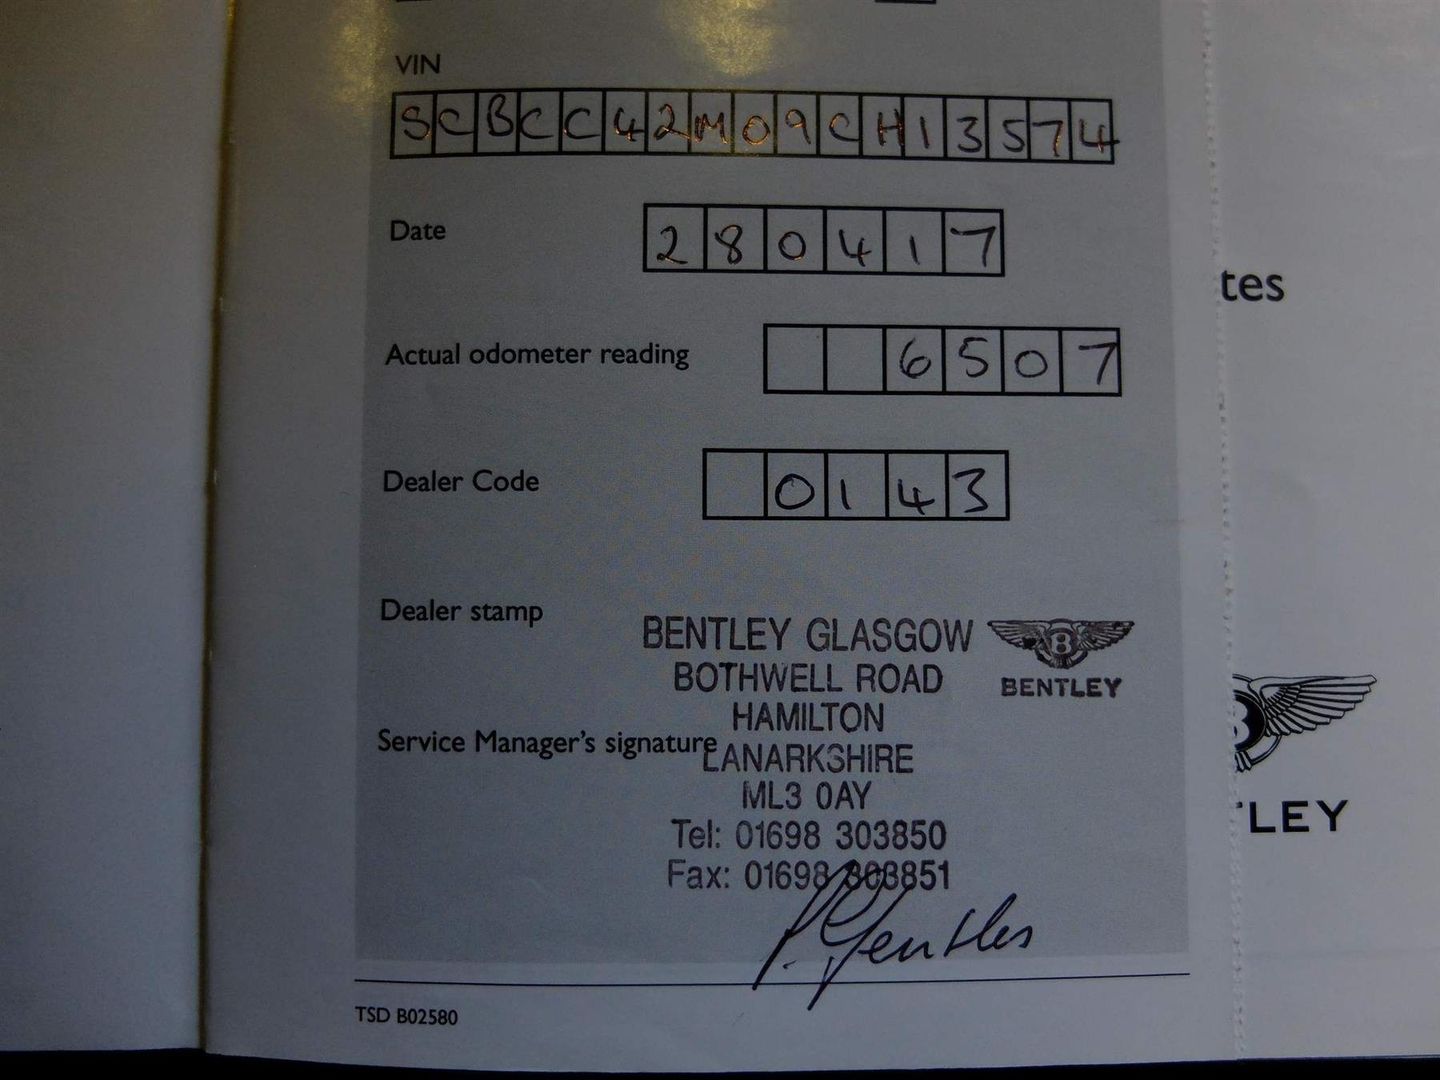 VIN
SCBCC42M09CH13574
Date
280417
tes
Actual odometer reading
6507
Dealer Code
0143
Dealer stamp
BENTLEY GLASGOW
BOTHWELL ROAD
BENTLEY
HAMILTON
Service Manager's signature
LANARKSHIRE
ML3 0AY
Tel: 01698 303850
Fax: 01698 303851
P. Gentles
TLEY
TSD B02580